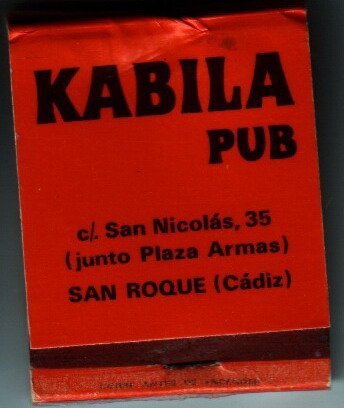 KABILA
PUB
c/. San Nicolás, 35
(junto Plaza Armas)
SAN ROQUE (Cádiz)